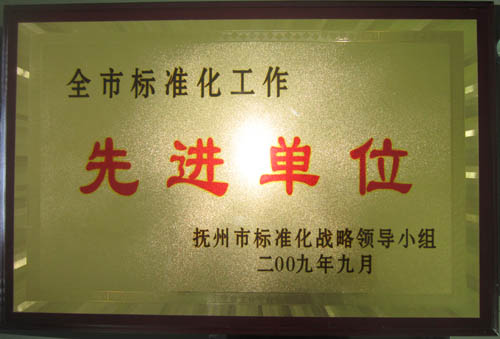 全市标准化工作
先进单位
抚州市标准化战略领导小组
二00九年九月